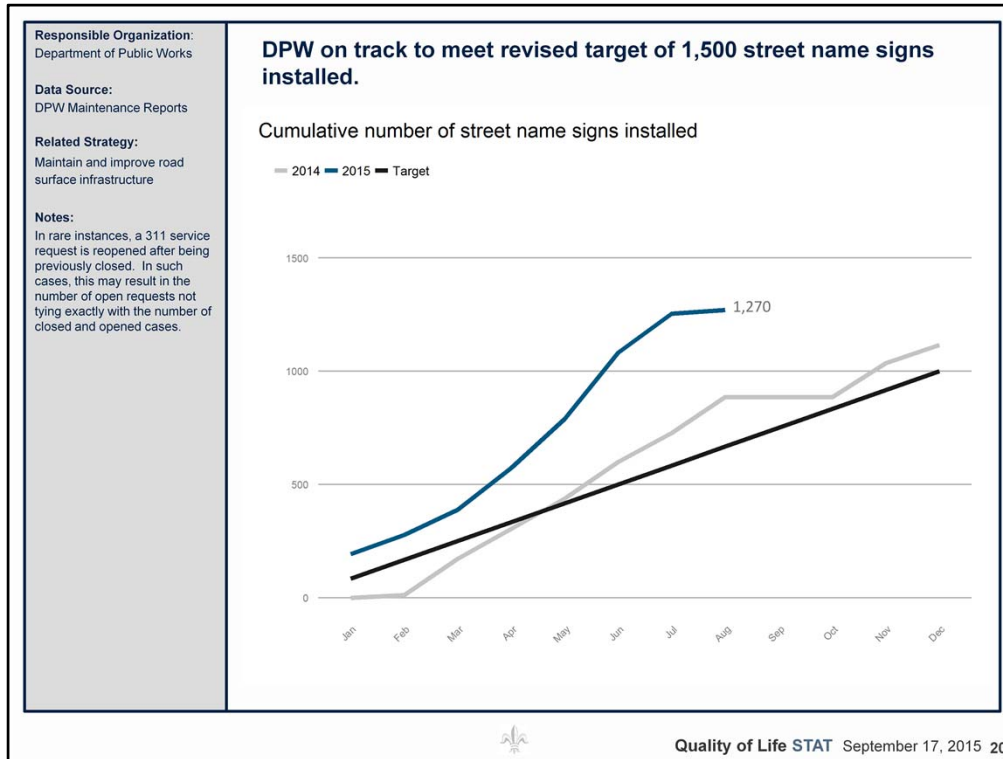 Responsible Organization:
Department of Public Works
Data Source:
DPW Maintenance Reports
Related Strategy:
Maintain and improve road
surface infrastructure
Notes:
In rare instances, a 311 service
request is reopened after being
previously closed.  In such
cases, this may result in the
number of open requests not
tying exactly with the number of
closed and opened cases.
DPW on track to meet revised target of 1,500 street name signs
installed.
Cumulative number of street name signs installed
2014 2015 Target
1500
1000
500
0
1,270
Jan Feb Mar Apr May Jun Jul Aug Sep Oct Nov Dec
Quality of Life STAT September 17, 2015 20